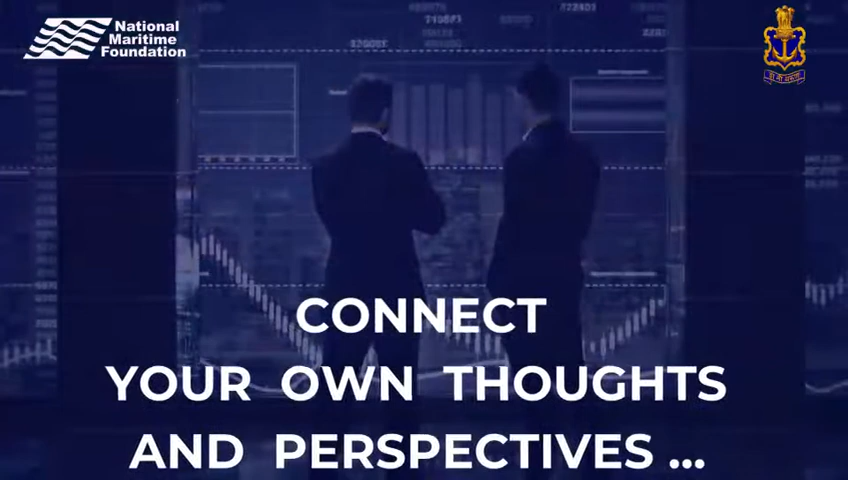 National
Maritime
Foundation
CONNECT
YOUR OWN THOUGHTS
AND PERSPECTIVES ...